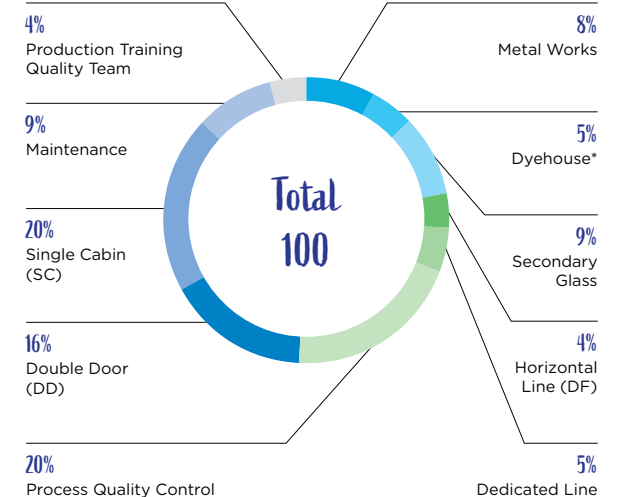 4%
Production Training
Quality Team
9%
Maintenance
20%
Single Cabin
(SC)
16%
Double Door
(DD)
20%
Process Quality Control
Total
100
8%
Metal Works
5%
Dyehouse*
9%
Secondary
Glass
4%
Horizontal
Line (DF)
5%
Dedicated Line